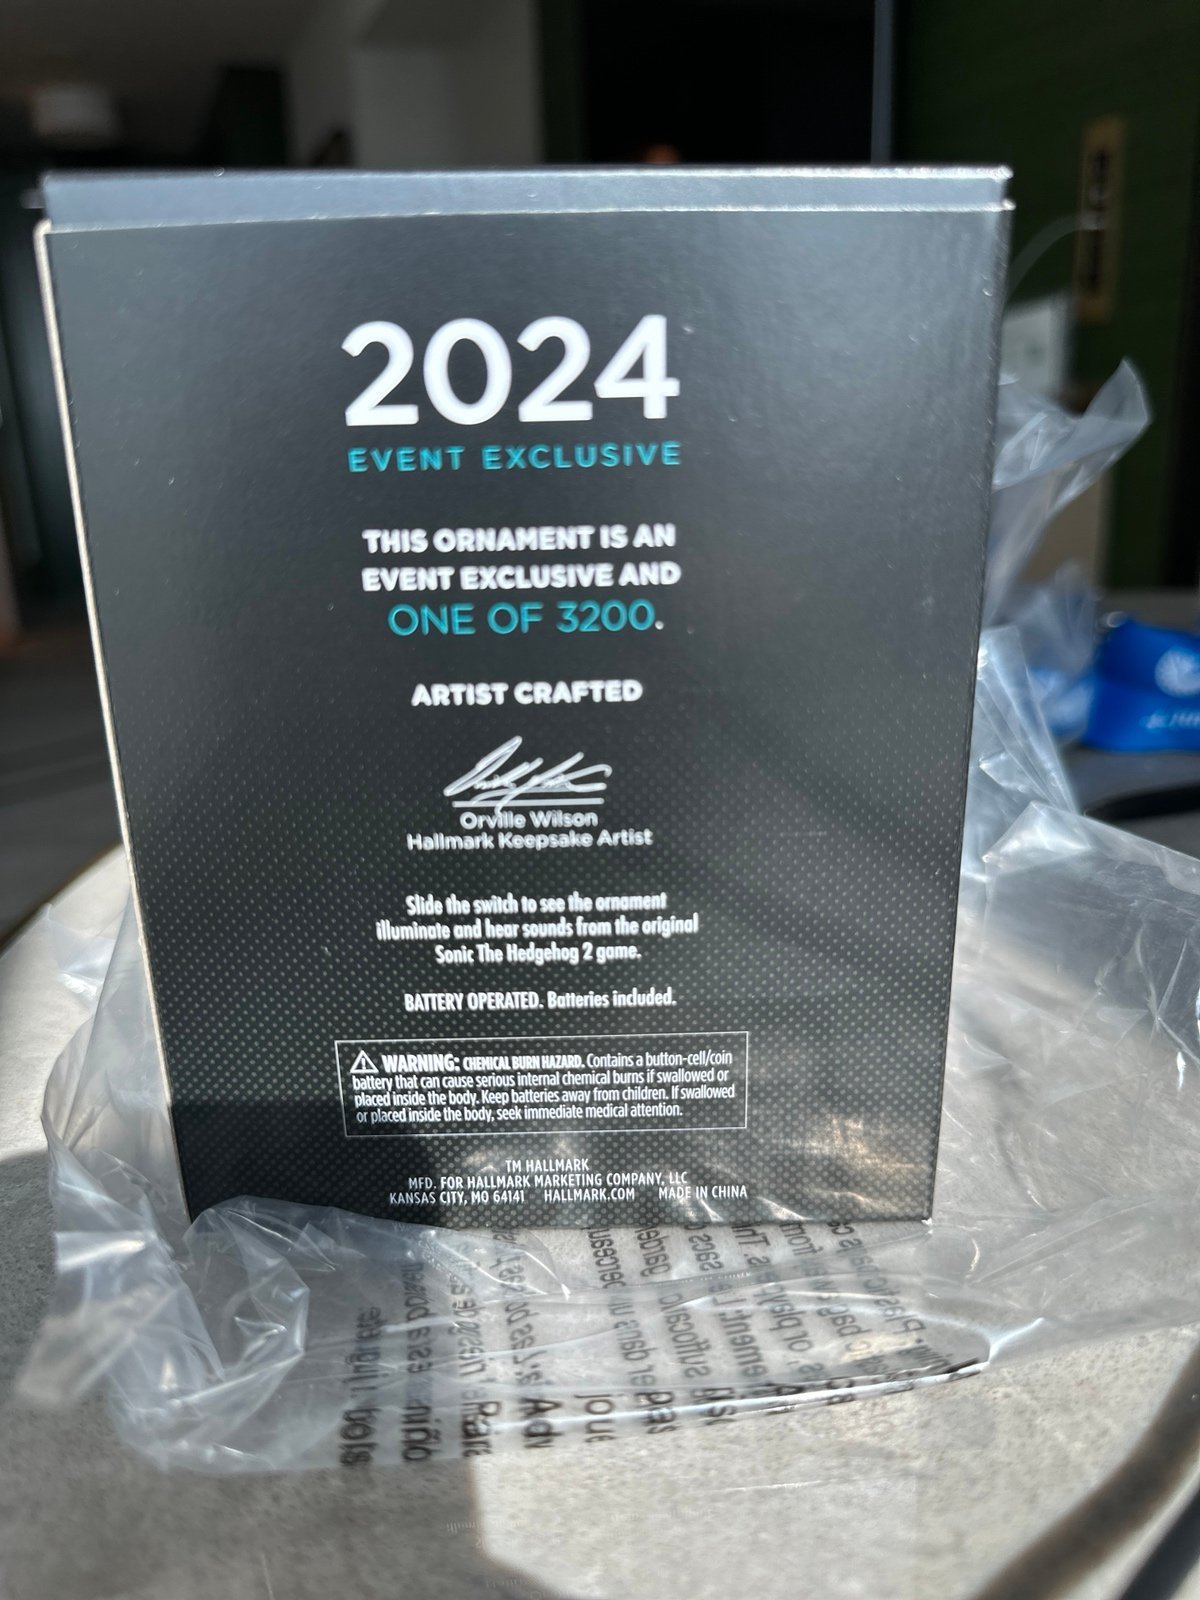 2024
EVENT EXCLUSIVE
THIS ORNAMENT IS AN
EVENT EXCLUSIVE AND
ONE OF 3200.
ARTIST CRAFTED
Orville Wilson
Hallmark Keepsake Artist
Slide the switch to see the ornament
illuminate and hear sounds from the original
Sonic The Hedgehog 2 game.
BATTERY OPERATED. Batteries included.
⚠ WARNING: CHEMICAL BURN HAZARD. Contains a button-cell/coin
battery that can cause serious internal chemical burns if swallowed or
placed inside the body. Keep batteries away from children. If swallowed
or placed inside the body, seek immediate medical attention.
TM HALLMARK
MFD. FOR HALLMARK MARKETING COMPANY, LLC
KANSAS CITY, MO 64141 HALLMARK.COM MADE IN CHINA